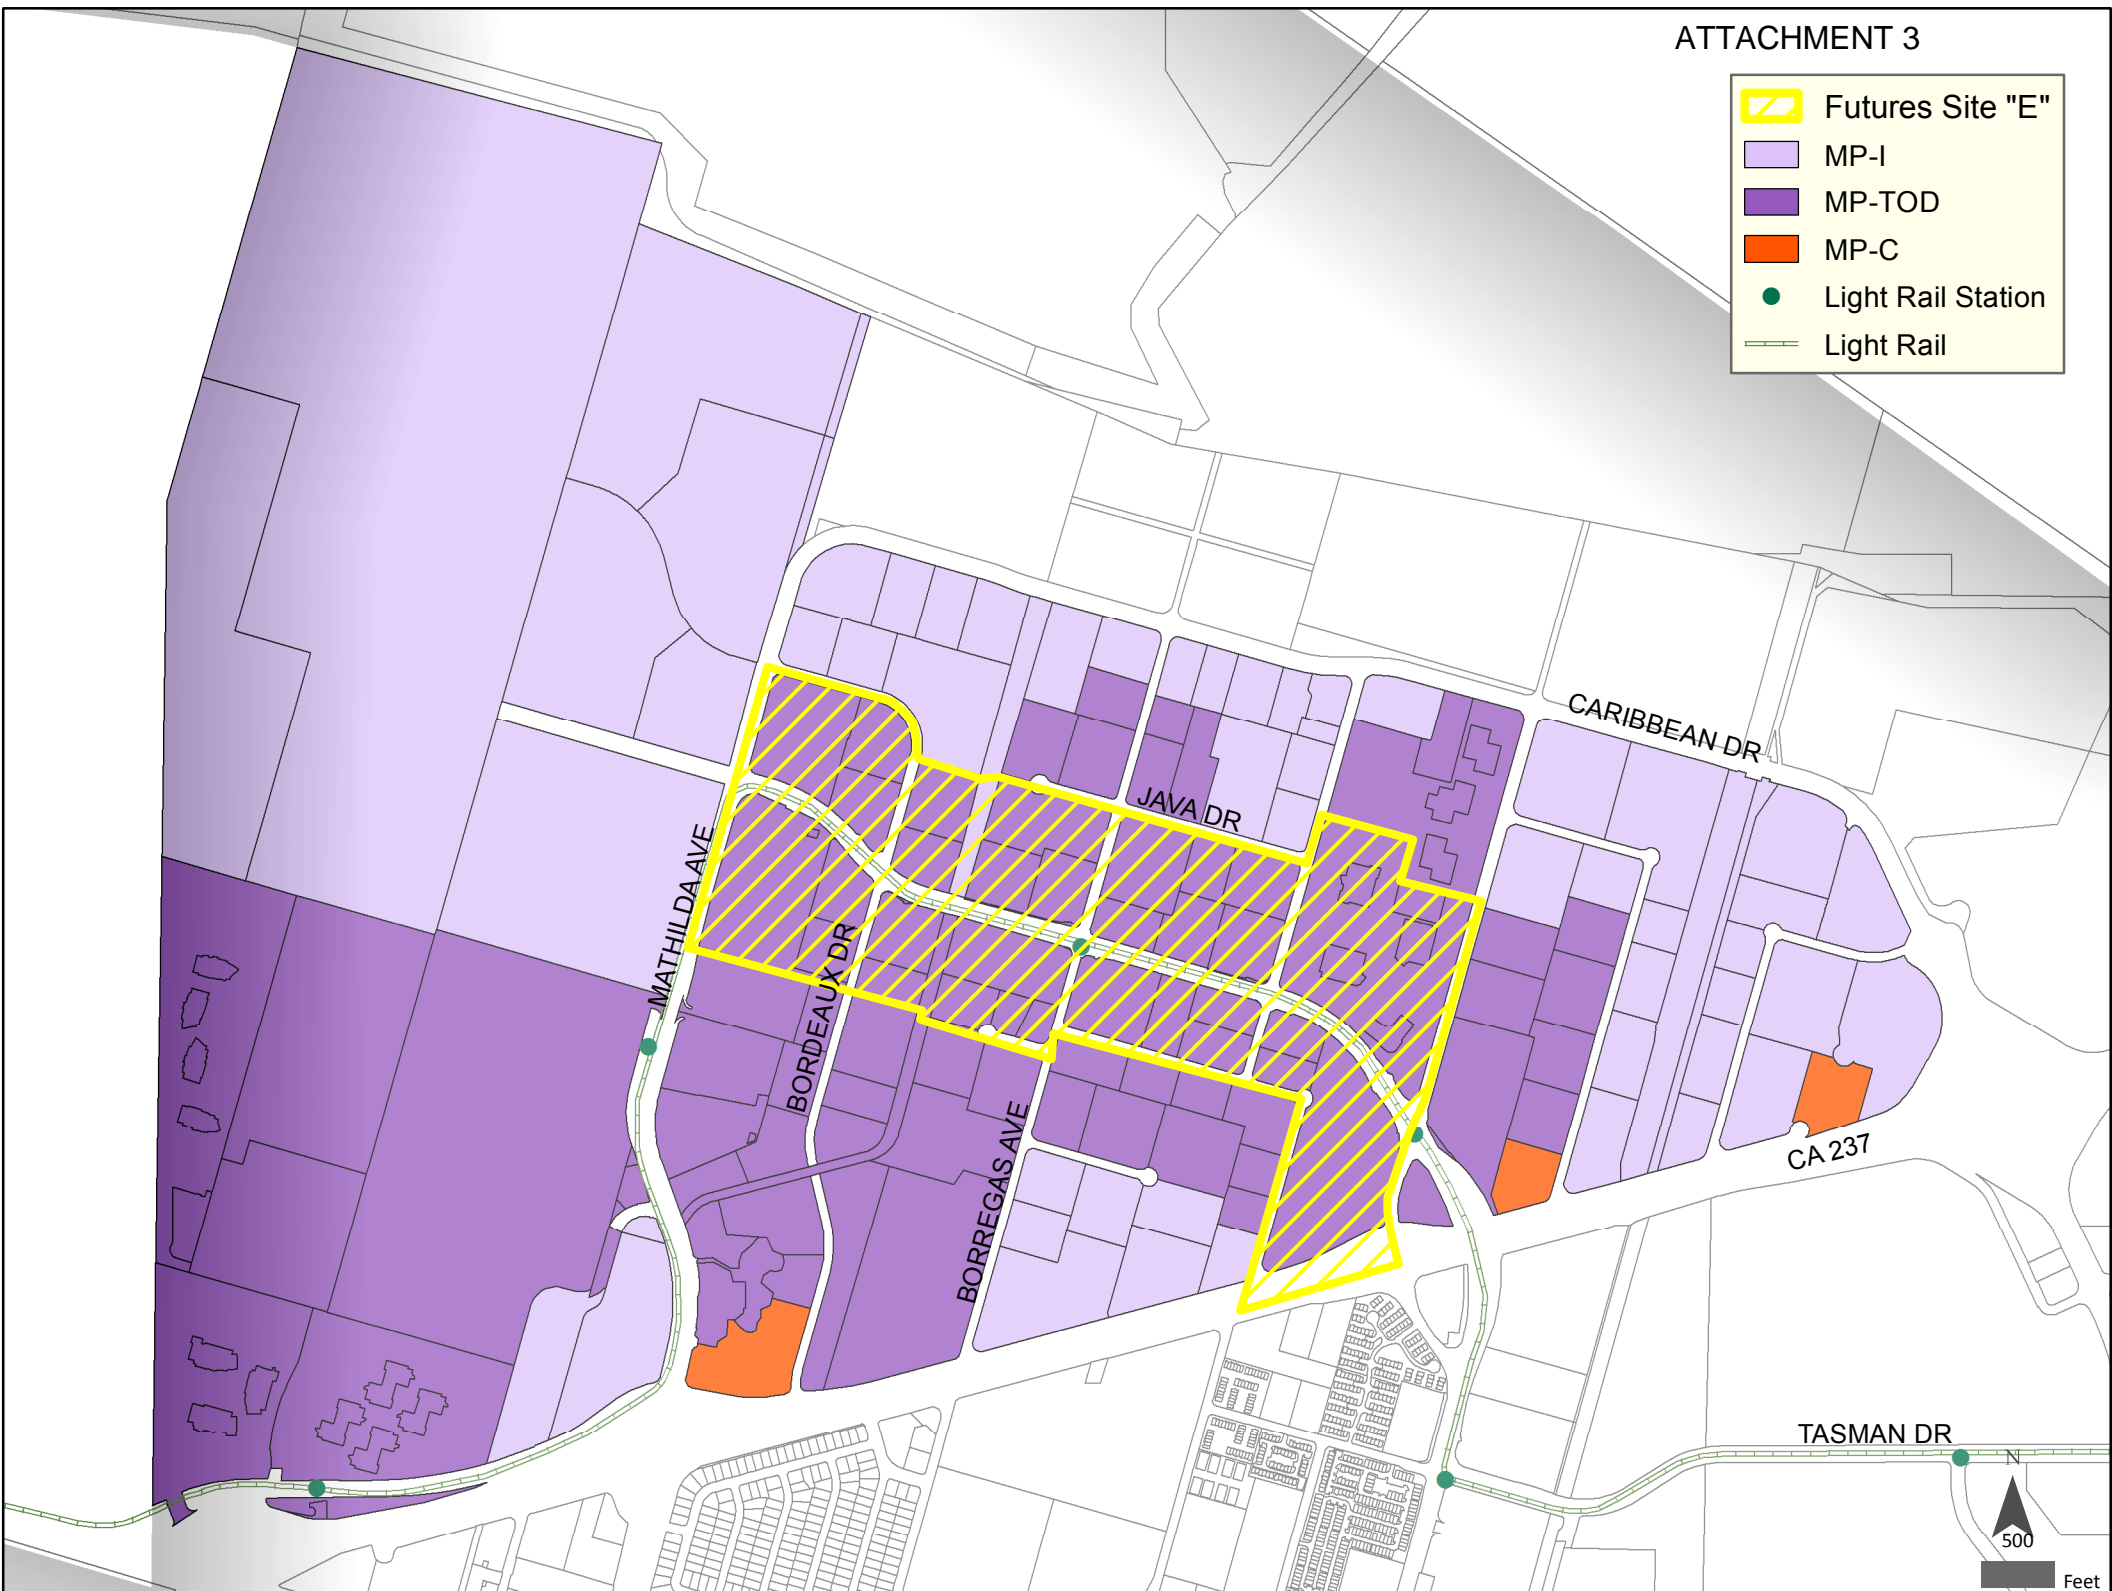 ATTACHMENT 3
Futures Site "E"
MP-I
MP-TOD
MP-C
Light Rail Station
Light Rail
CARIBBEAN DR
JAVA DR
MATHILDA AVE
BORDEAUX DR
BORREGAS AVE
CA 237
TASMAN DR
N
500
Feet